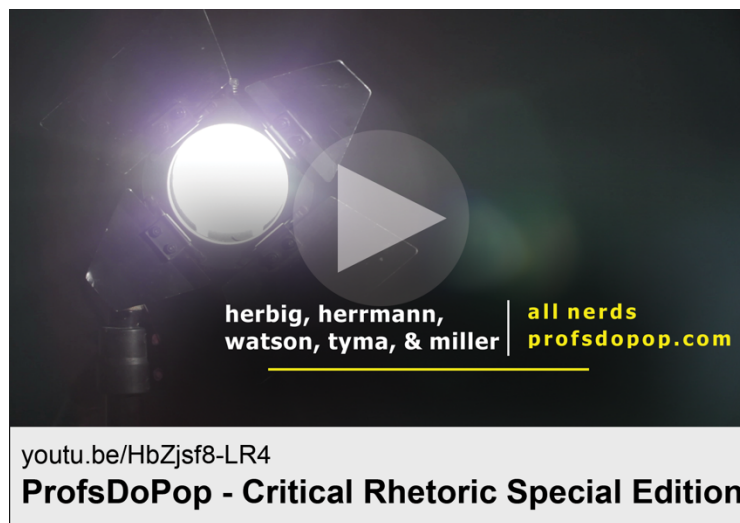 herbig, herrmann,
watson, tyma, & miller
all nerds
profsdopop.com
youtu.be/HbZjsf8-LR4
ProfsDoPop - Critical Rhetoric Special Edition